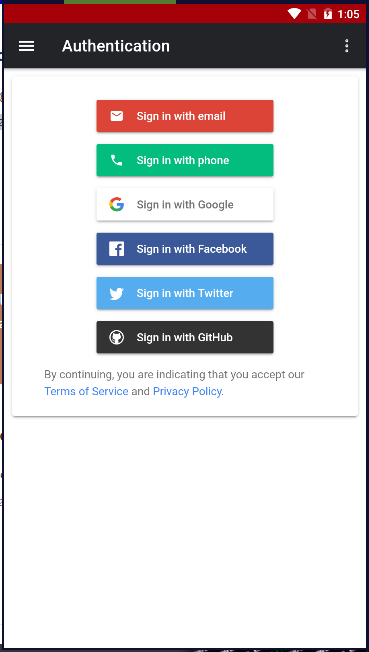 1:05
Authentication
Sign in with email
Sign in with phone
Sign in with Google
Sign in with Facebook
Sign in with Twitter
Sign in with GitHub
By continuing, you are indicating that you accept our
Terms of Service and Privacy Policy.